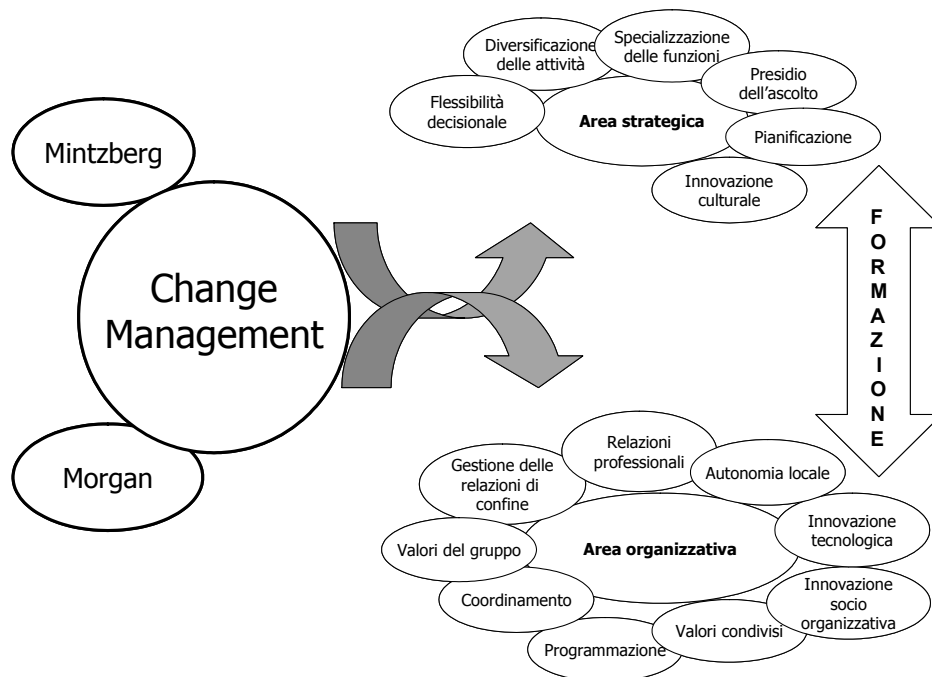 Mintzberg
Change
Management
Morgan
Diversificazione
delle attività
Specializzazione
delle funzioni
Presidio
dell'ascolto
Flessibilità
decisionale
Area strategica
Pianificazione
Innovazione
culturale
FORMAZIONE
Relazioni
professionali
Gestione delle
relazioni di
confine
Autonomia locale
Innovazione
tecnologica
Valori del gruppo
Area organizzativa
Coordinamento
Innovazione
socio
organizzativa
Programmazione
Valori condivisi